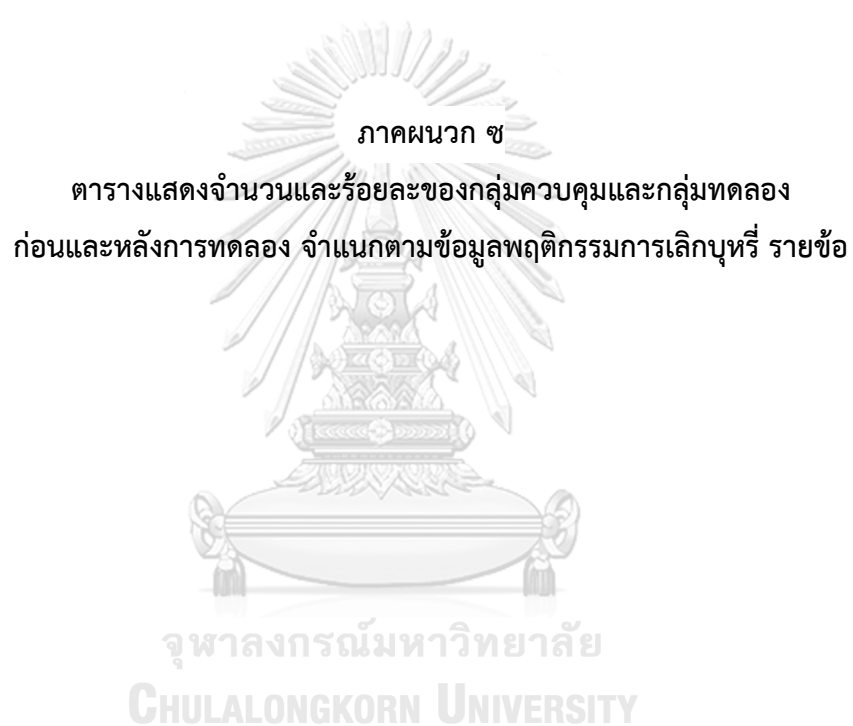 ภาคผนวก ซ
ตารางแสดงจำนวนและร้อยละของกลุ่มควบคุมและกลุ่มทดลอง
ก่อนและหลังการทดลอง จำแนกตามข้อมูลพฤติกรรมการเลิกบุหรี่ รายข้อ
จุฬาลงกรณ์มหาวิทยาลัย
CHULALONGKORN UNIVERSITY